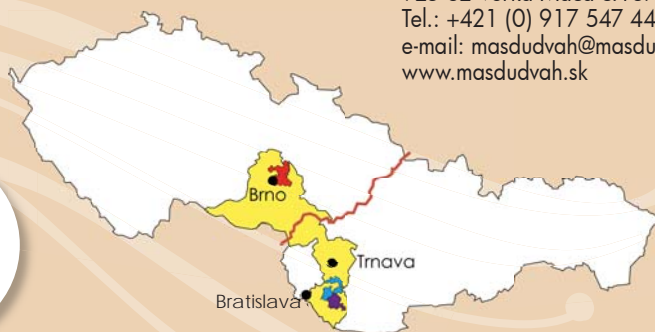 Tel.: +421 (0) 917 547 44
e-mail: masdudvah@masdu
www.masdudvah.sk
Brno
Trnava
Bratislava